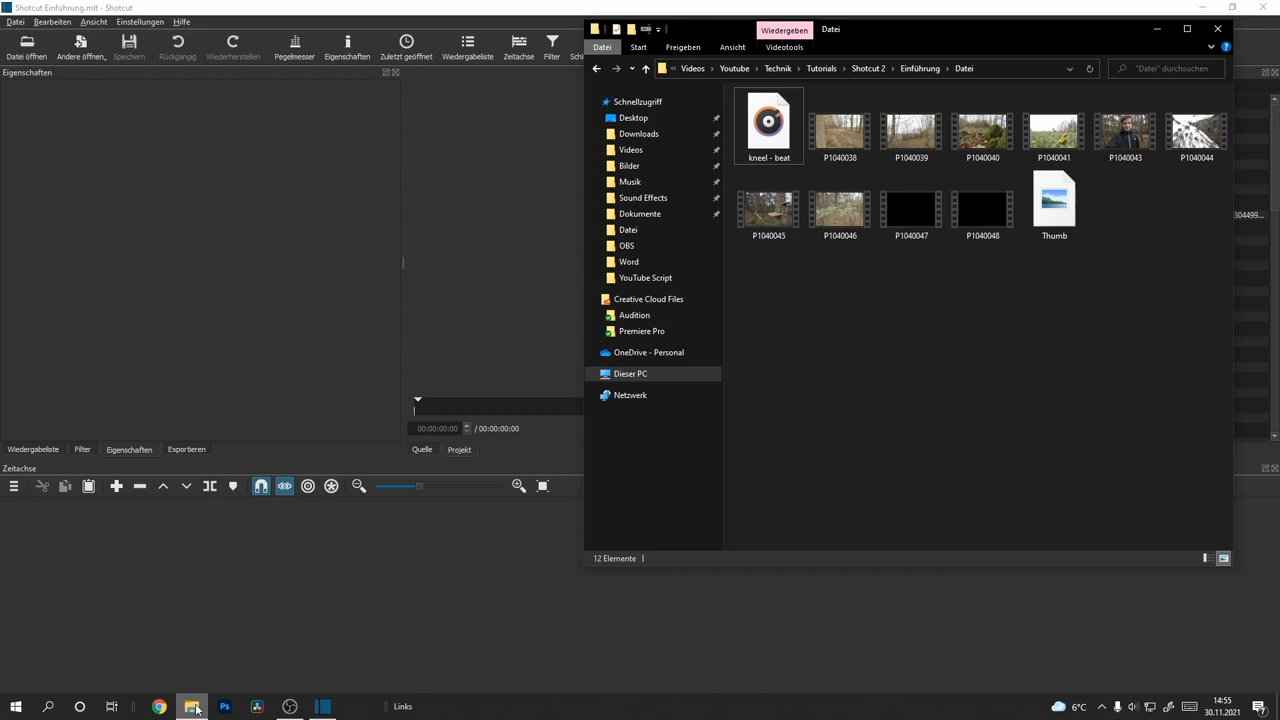 Shotcut Einführung.mlt - Shotcut
Datei Bearbeiten Ansicht Einstellungen Hilfe
Datei öffnen Andere öffnen.. Speichern Rückgängig Wiederherstellen Pegelmesser Eigenschaften Zuletzt geöffnet Wiedergabeliste Zeitachse Filter
Eigenschaften
Wiedergeben Datei
Datei Start Freigeben Ansicht Videotools
« Videos > Youtube > Technik > Tutorials > Shotcut 2 > Einführung > Datei
"Datei" durchsuchen
Schnellzugriff
Desktop
Downloads
Videos
Bilder
Musik
Sound Effects
Dokumente
Datei
OBS
Word
YouTube Script
Creative Cloud Files
Audition
Premiere Pro
OneDrive - Personal
Dieser PC
Netzwerk
kneel - beat P1040038 P1040039 P1040040 P1040041 P1040043 P1040044
P1040045 P1040046 P1040047 P1040048 Thumb
304499...
12 Elemente
00:00:00:00 / 00:00:00:00
Wiedergabeliste Filter Eigenschaften Exportieren
Quelle Projekt
Zeitachse
Links
Ps
6°C
14:55
30.11.2021
7